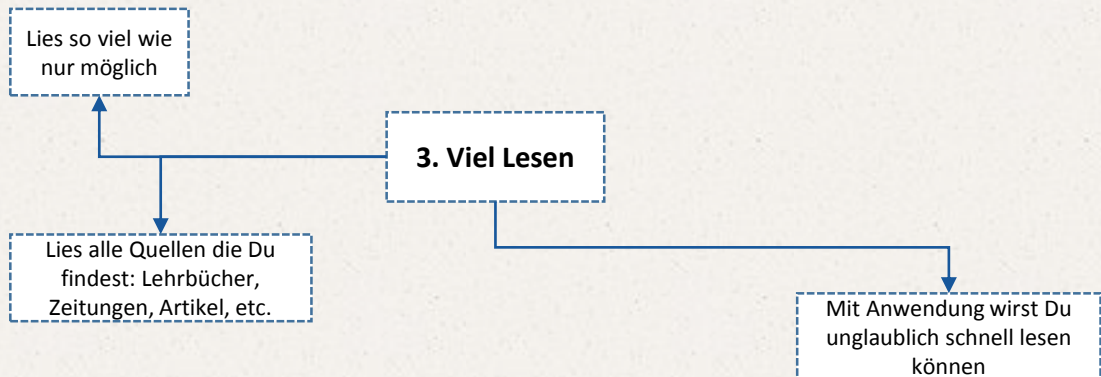 Lies so viel wie
nur möglich
3. Viel Lesen
Lies alle Quellen die Du
findest: Lehrbücher,
Zeitungen, Artikel, etc.
Mit Anwendung wirst Du
unglaublich schnell lesen
können